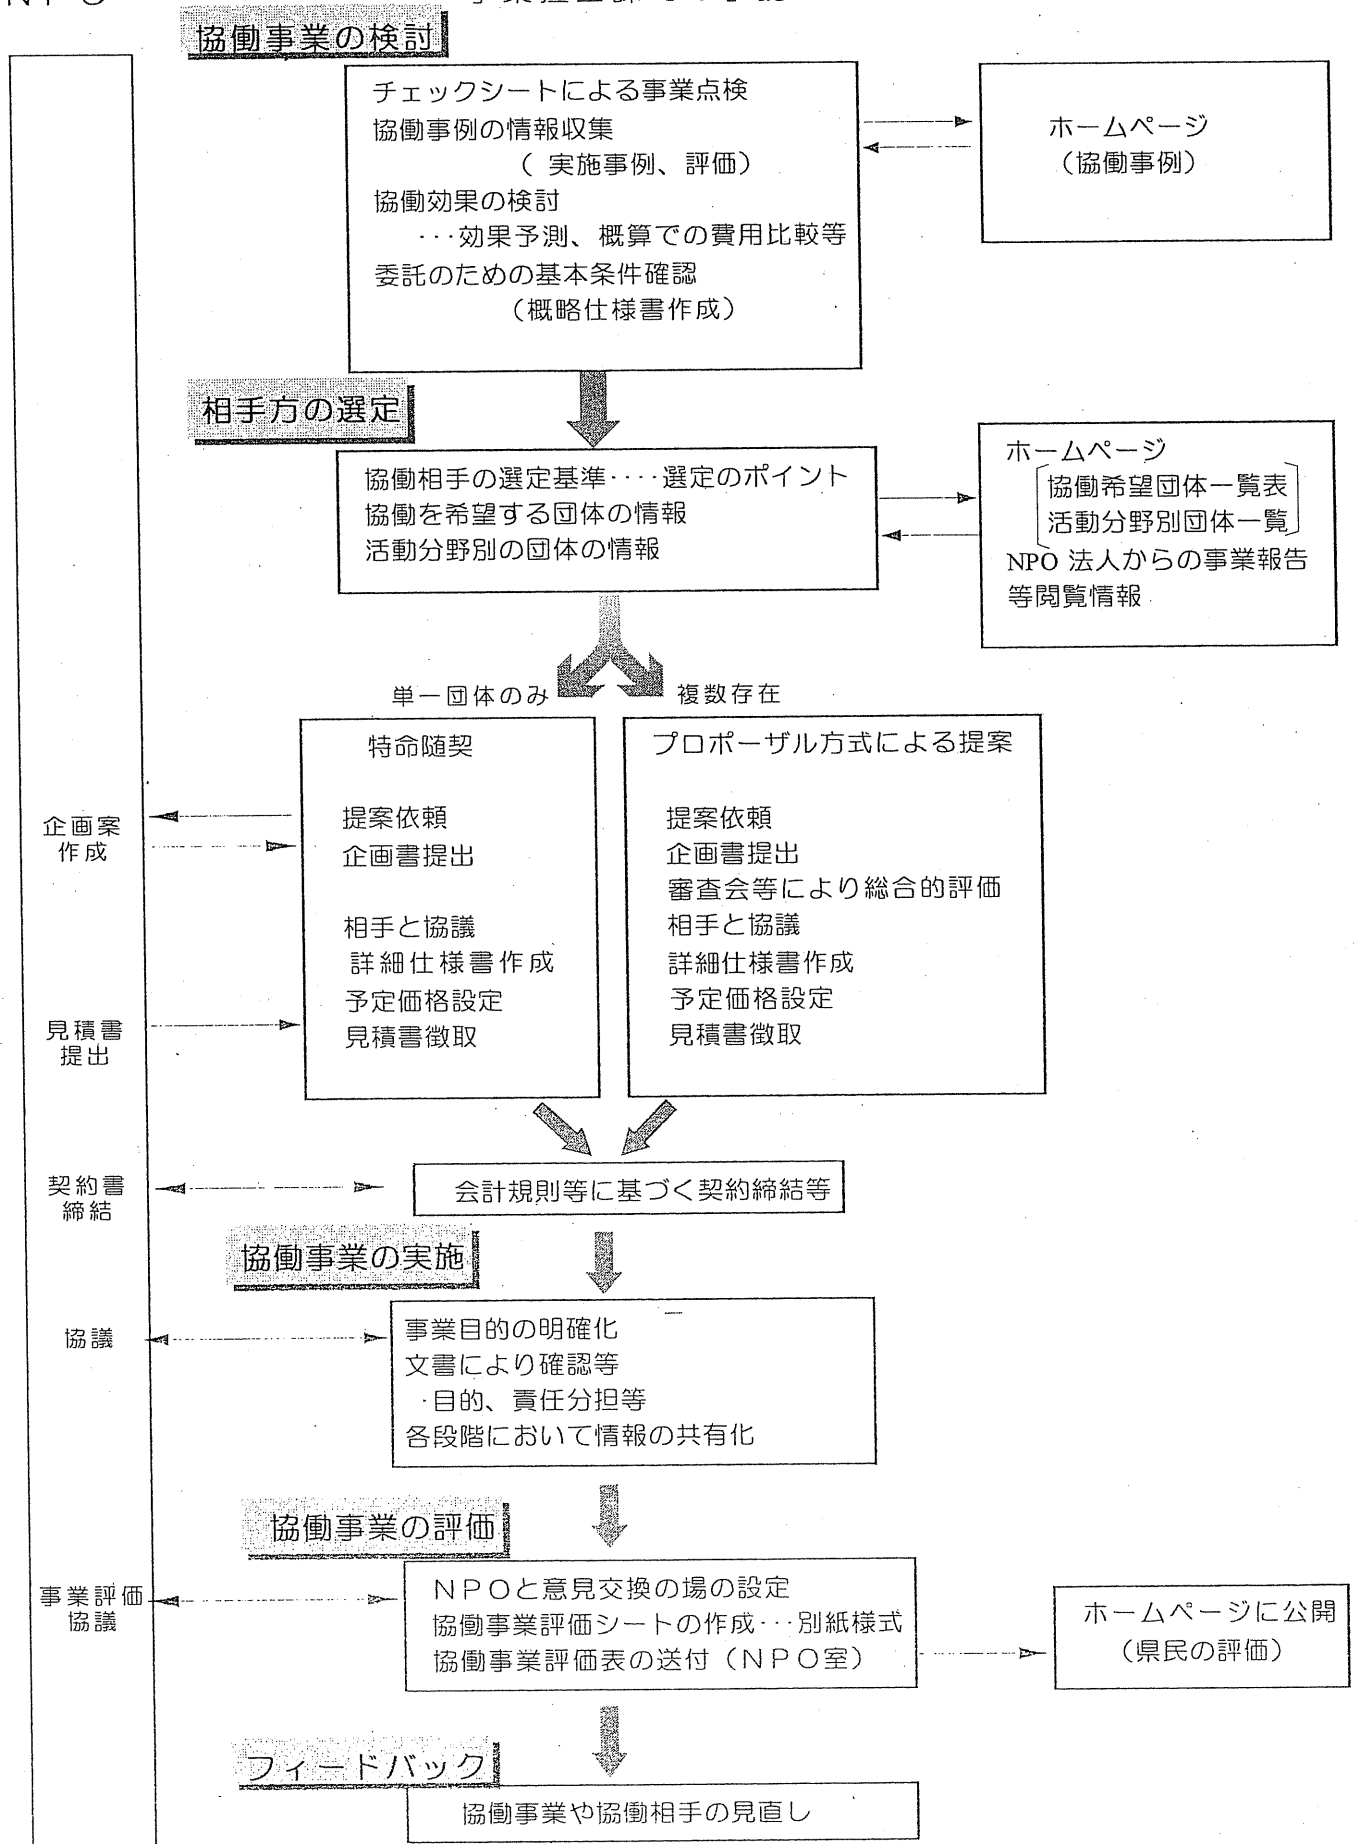 協働事業の検討
チェックシートによる事業点検
協働事例の情報収集
（ 実施事例、評価）
協働効果の検討
･･･効果予測、概算での費用比較等
委託のための基本条件確認
（概略仕様書作成）
ホームページ
（協働事例）
相手方の選定
協働相手の選定基準････選定のポイント
協働を希望する団体の情報
活動分野別の団体の情報
ホームページ
協働希望団体一覧表
活動分野別団体一覧
NPO 法人からの事業報告
等閲覧情報
単一団体のみ
複数存在
特命随契
提案依頼
企画書提出
相手と協議
詳細仕様書作成
予定価格設定
見積書徴取
プロポーザル方式による提案
提案依頼
企画書提出
審査会等により総合的評価
相手と協議
詳細仕様書作成
予定価格設定
見積書徴取
企画案
作成
見積書
提出
契約書
締結
会計規則等に基づく契約締結等
協働事業の実施
協議
事業目的の明確化
文書により確認等
･目的、責任分担等
各段階において情報の共有化
協働事業の評価
事業評価
協議
ＮＰＯと意見交換の場の設定
協働事業評価シートの作成･･･別紙様式
協働事業評価表の送付（ＮＰＯ室）
ホームページに公開
（県民の評価）
フィードバック
協働事業や協働相手の見直し